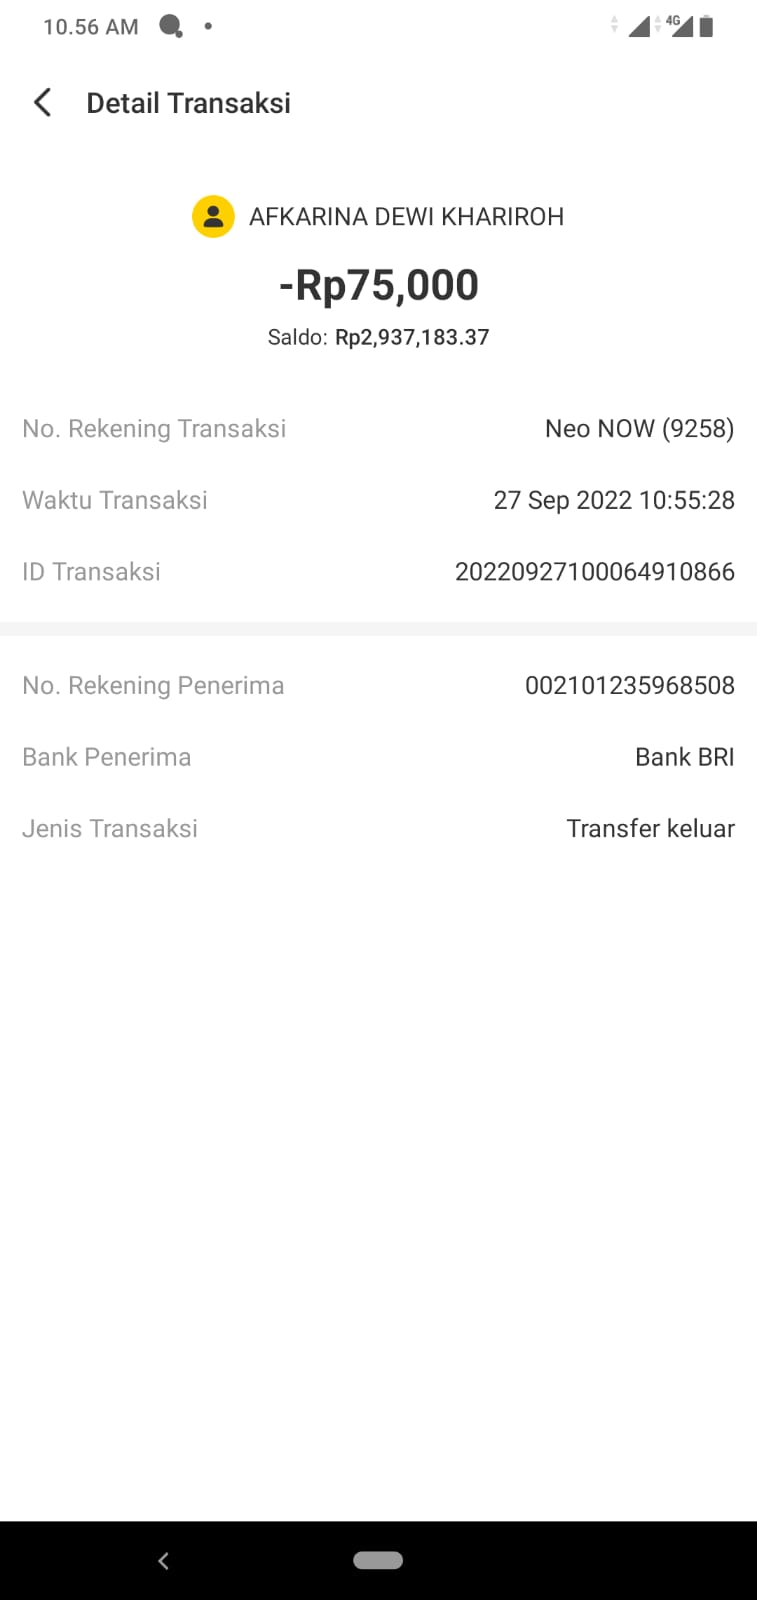 10.56 AM
4G
Detail Transaksi
AFKARINA DEWI KHARIROH
-Rp75,000
Saldo: Rp2,937,183.37
No. Rekening Transaksi Neo NOW (9258)
Waktu Transaksi 27 Sep 2022 10:55:28
ID Transaksi 20220927100064910866
No. Rekening Penerima 002101235968508
Bank Penerima Bank BRI
Jenis Transaksi Transfer keluar